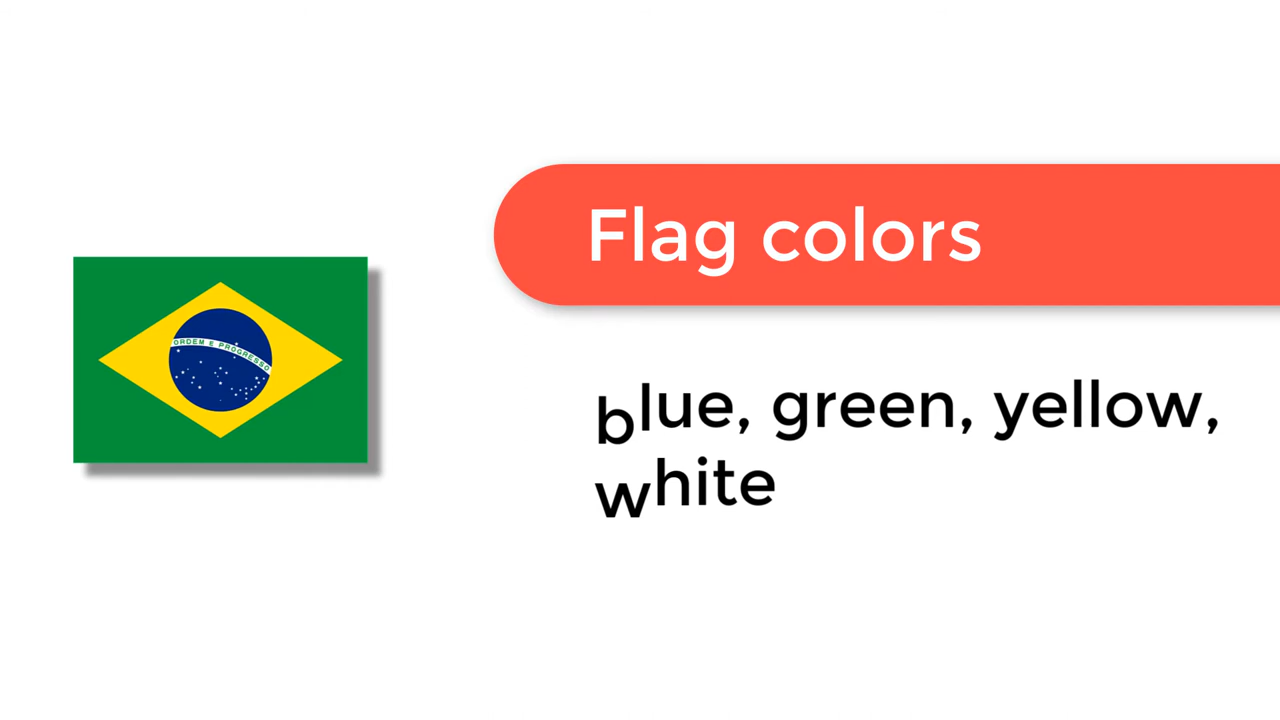 Flag colors
ORDEM E PROGRESSO
blue, green, yellow,
white